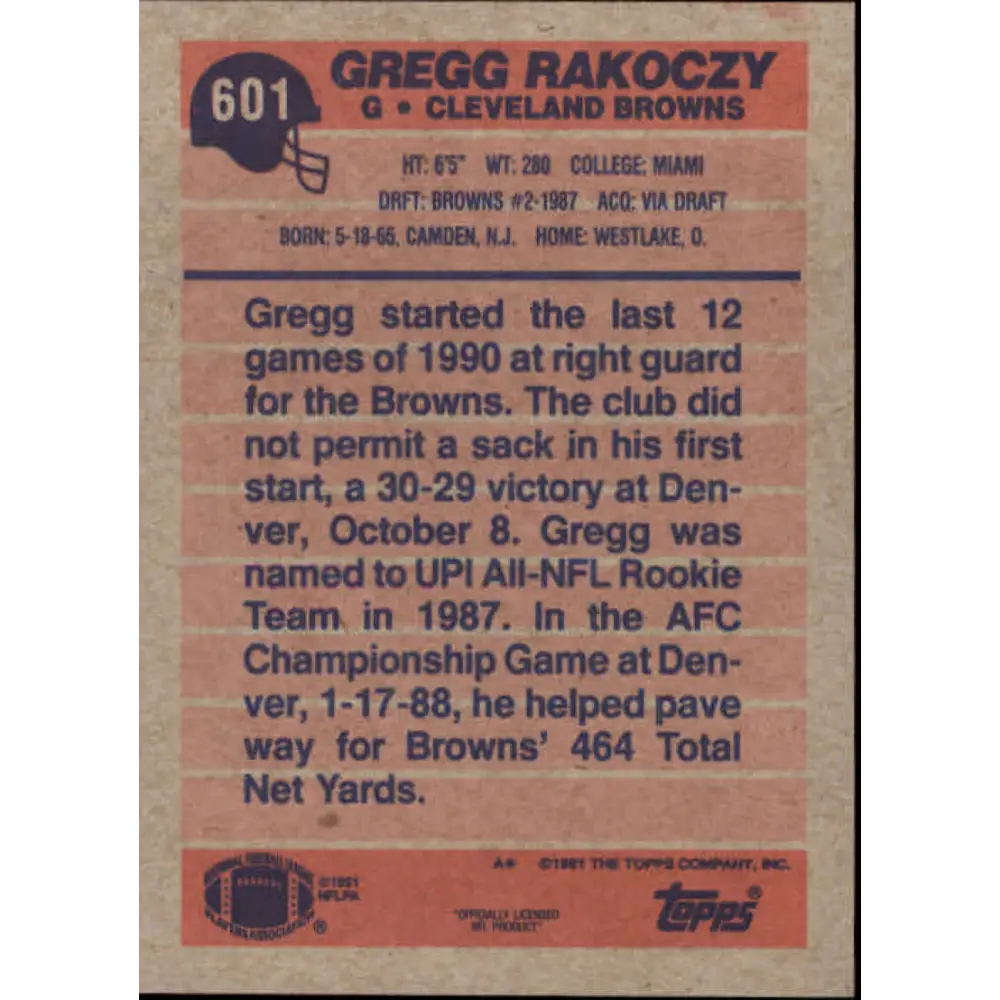 601
GREGG RAKOCZY
G • CLEVELAND BROWNS
HT: 6'5" WT: 280 COLLEGE: MIAMI
DRFT: BROWNS #2-1987 ACQ: VIA DRAFT
BORN: 5-18-65, CAMDEN, N.J. HOME: WESTLAKE, O.
Gregg started the last 12
games of 1990 at right guard
for the Browns. The club did
not permit a sack in his first
start, a 30-29 victory at Den-
ver, October 8. Gregg was
named to UPI All-NFL Rookie
Team in 1987. In the AFC
Championship Game at Den-
ver, 1-17-88, he helped pave
way for Browns' 464 Total
Net Yards.
A* ©1991 THE TOPPS COMPANY, INC.
NATIONAL FOOTBALL LEAGUE
PLAYERS ASSOCIATION ®
©1991
NFLPA
"OFFICIALLY LICENSED
NFL PRODUCT"
Topps®